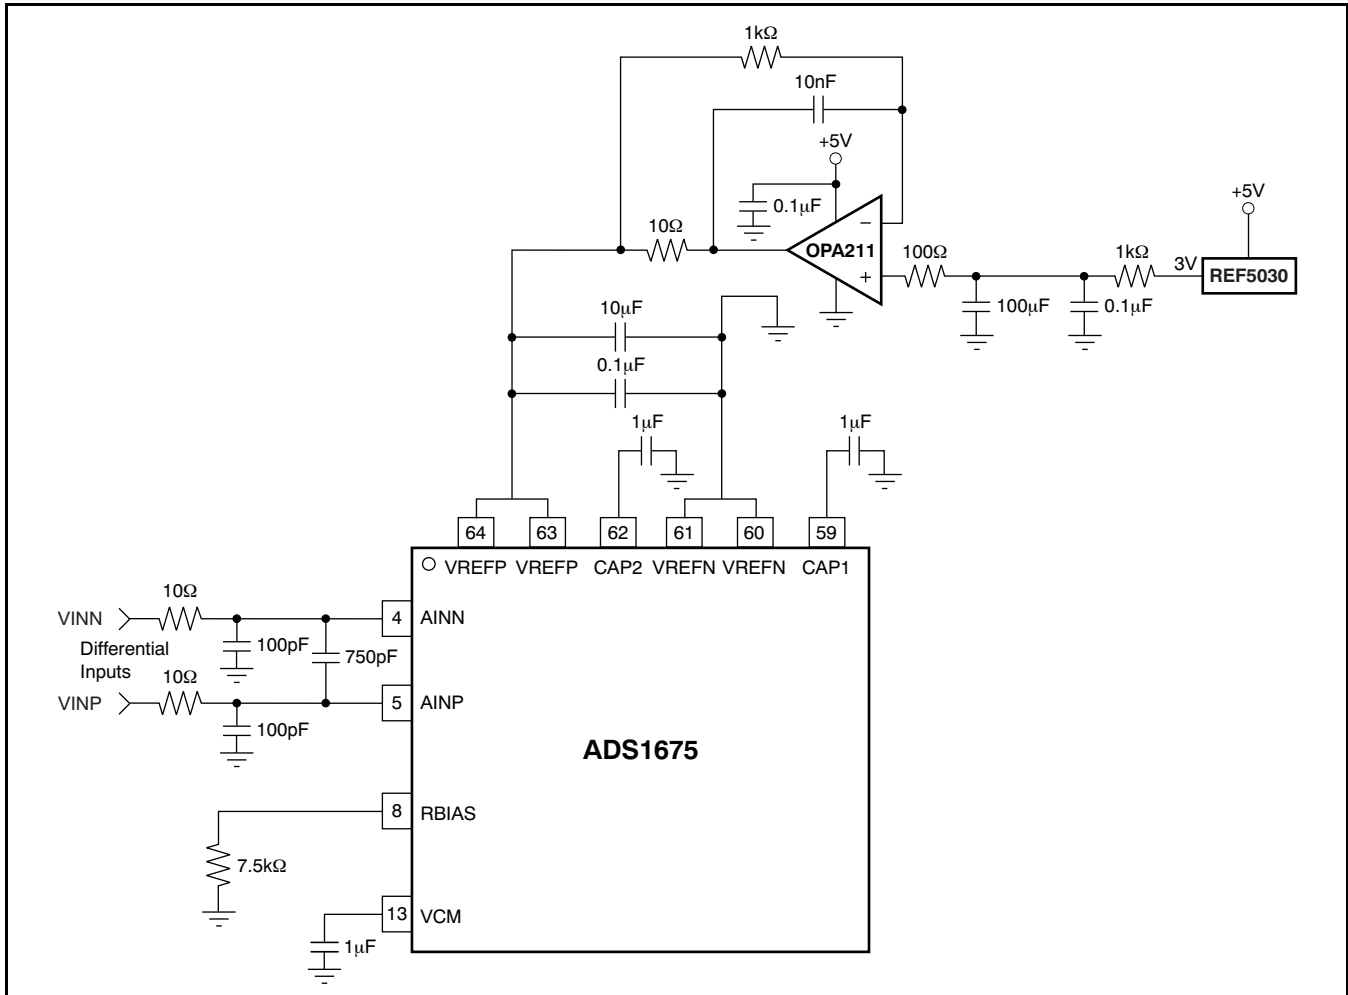 1kΩ
10nF
+5V
0.1μF
10Ω
OPA211
−
+
100Ω
1kΩ
3V
REF5030
+5V
100μF
0.1μF
10μF
0.1μF
1μF
1μF
64
63
62
61
60
59
VREFP VREFP CAP2 VREFN VREFN CAP1
VINN
10Ω
4 AINN
Differential
Inputs
100pF
750pF
VINP
10Ω
5 AINP
100pF
ADS1675
8 RBIAS
7.5kΩ
13 VCM
1μF